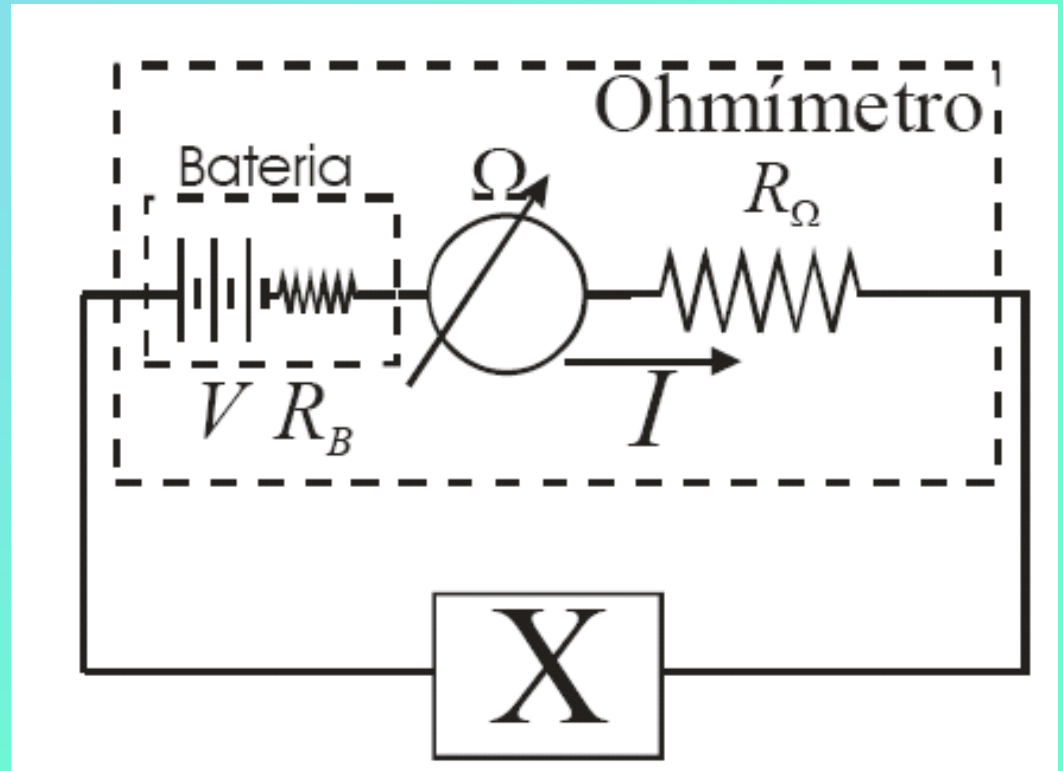 Ohmímetro
Bateria Ω R_Ω
V R_B I
X